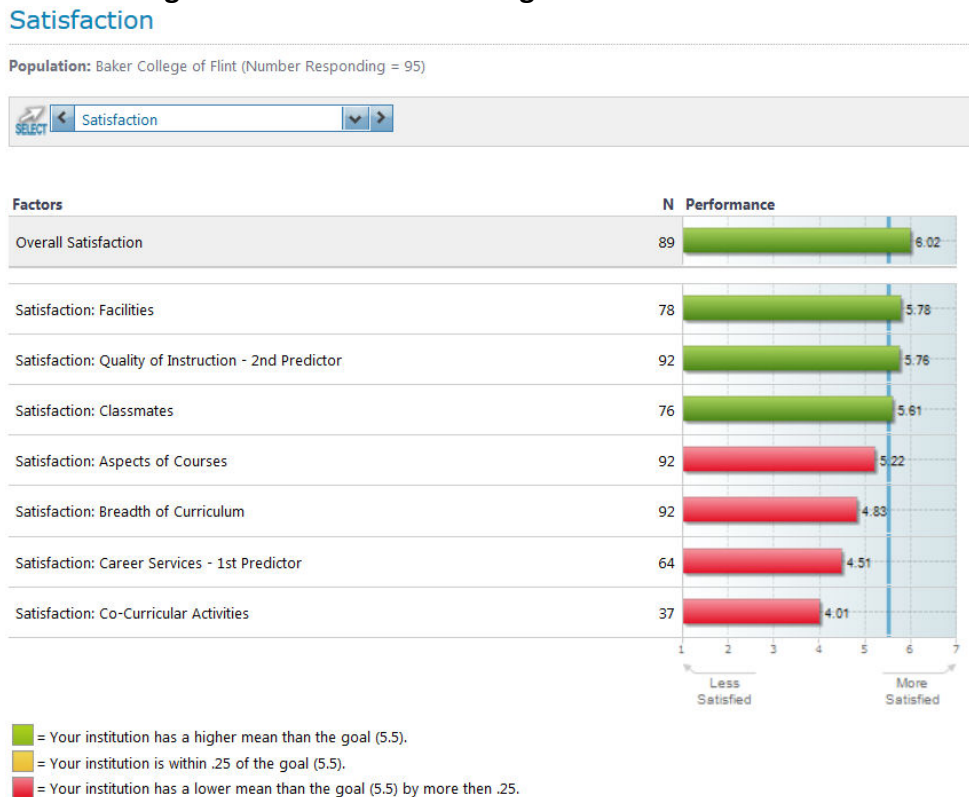 Satisfaction
Population: Baker College of Flint (Number Responding = 95)
SELECT Satisfaction
Factors N Performance
Overall Satisfaction 89 6.02
Satisfaction: Facilities 78 5.78
Satisfaction: Quality of Instruction - 2nd Predictor 92 5.76
Satisfaction: Classmates 76 5.61
Satisfaction: Aspects of Courses 92 5.22
Satisfaction: Breadth of Curriculum 92 4.83
Satisfaction: Career Services - 1st Predictor 64 4.51
Satisfaction: Co-Curricular Activities 37 4.01
1 2 3 4 5 6 7
Less Satisfied More Satisfied
= Your institution has a higher mean than the goal (5.5).
= Your institution is within .25 of the goal (5.5).
= Your institution has a lower mean than the goal (5.5) by more then .25.